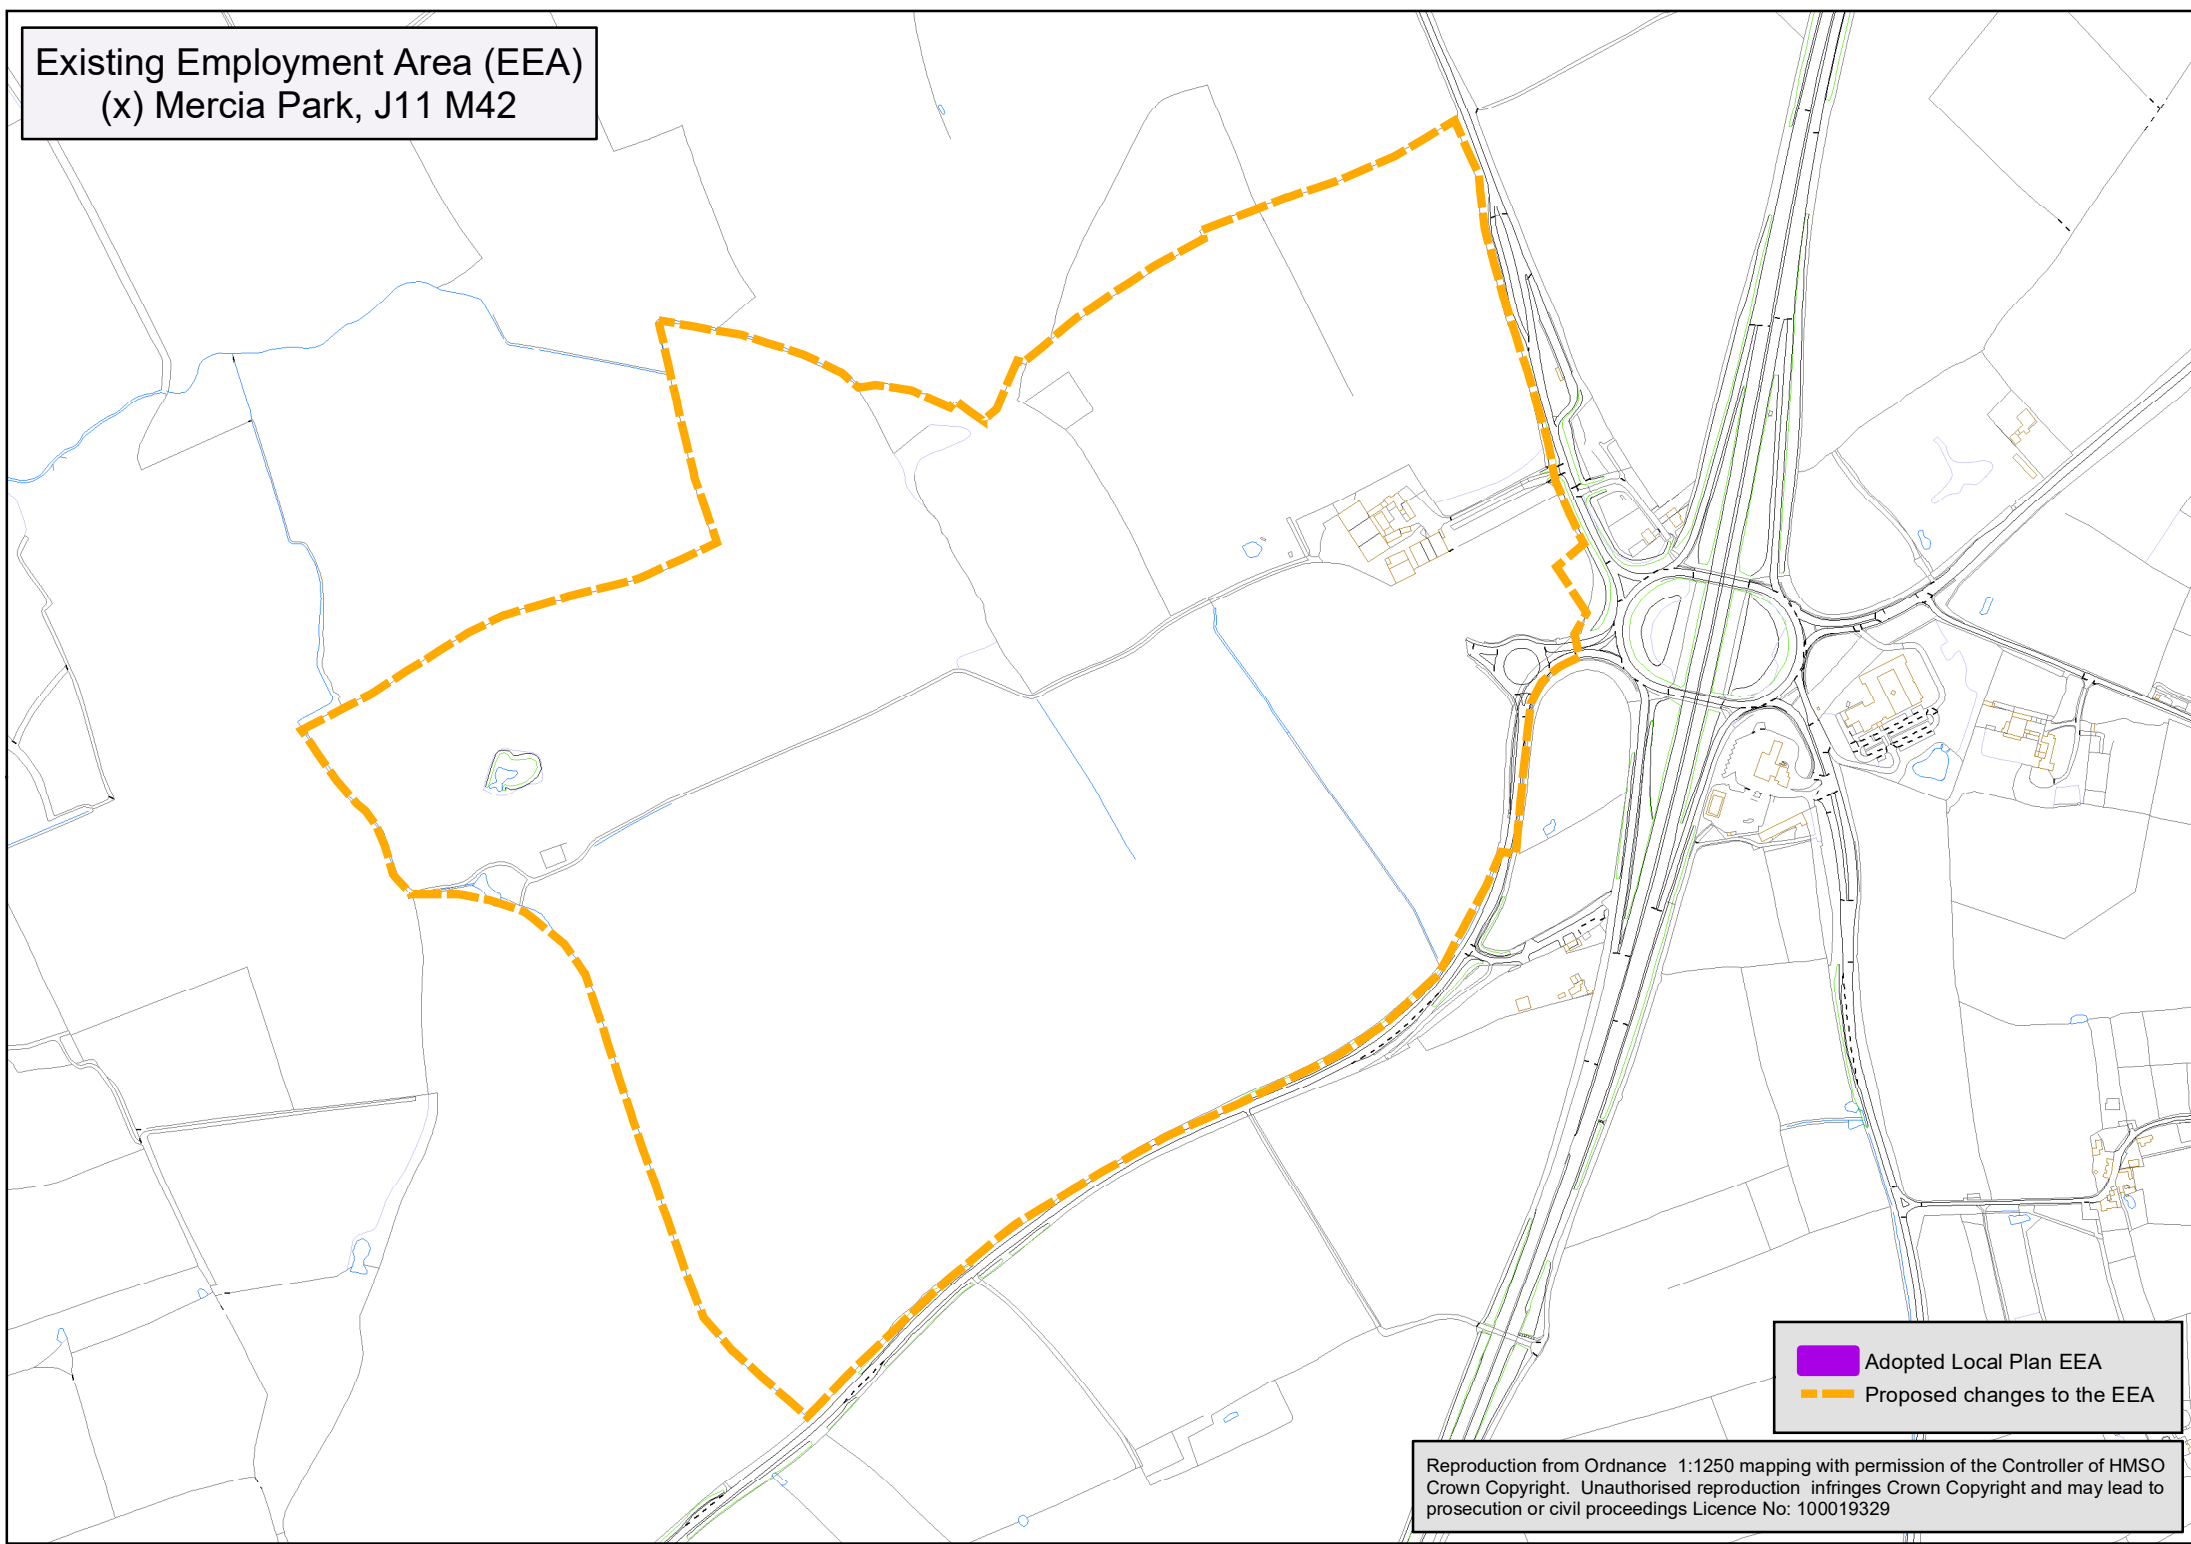 Existing Employment Area (EEA)
(x) Mercia Park, J11 M42
Adopted Local Plan EEA
Proposed changes to the EEA
Reproduction from Ordnance 1:1250 mapping with permission of the Controller of HMSO
Crown Copyright. Unauthorised reproduction infringes Crown Copyright and may lead to
prosecution or civil proceedings Licence No: 100019329